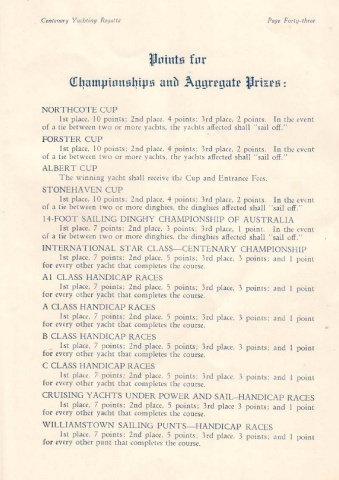 Centenary Yachting Regatta Page Forty-three
Points for
Championships and Aggregate Prizes:
NORTHCOTE CUP
1st place, 10 points; 2nd place, 4 points; 3rd place, 2 points. In the event
of a tie between two or more yachts, the yachts affected shall "sail off."
FORSTER CUP
1st place, 10 points; 2nd place, 4 points; 3rd place, 2 points. In the event
of a tie between two or more yachts, the yachts affected shall "sail off."
ALBERT CUP
The winning yacht shall receive the Cup and Entrance Fees.
STONEHAVEN CUP
1st place, 10 points; 2nd place, 4 points; 3rd place, 2 points. In the event
of a tie between two or more dinghies, the dinghies affected shall "sail off."
14-FOOT SAILING DINGHY CHAMPIONSHIP OF AUSTRALIA
1st place, 7 points; 2nd place, 3 points; 3rd place, 1 point. In the event
of a tie between two or more dinghies, the dinghies affected shall "sail off."
INTERNATIONAL STAR CLASS—CENTENARY CHAMPIONSHIP
1st place, 7 points; 2nd place, 5 points; 3rd place, 3 points; and 1 point
for every other yacht that completes the course.
A1 CLASS HANDICAP RACES
1st place, 7 points; 2nd place, 5 points; 3rd place, 3 points; and 1 point
for every other yacht that completes the course.
A CLASS HANDICAP RACES
1st place, 7 points; 2nd place, 5 points; 3rd place, 3 points; and 1 point
for every other yacht that completes the course.
B CLASS HANDICAP RACES
1st place, 7 points; 2nd place, 5 points; 3rd place, 3 points; and 1 point
for every other yacht that completes the course.
C CLASS HANDICAP RACES
1st place, 7 points; 2nd place, 5 points; 3rd place, 3 points; and 1 point
for every other yacht that completes the course.
CRUISING YACHTS UNDER POWER AND SAIL—HANDICAP RACES
1st place, 7 points; 2nd place, 5 points; 3rd place 3 points; and 1 point
for every other yacht that completes the course.
WILLIAMSTOWN SAILING PUNTS—HANDICAP RACES
1st place, 7 points; 2nd place, 5 points; 3rd place, 3 points; and 1 point
for every other punt that completes the course.